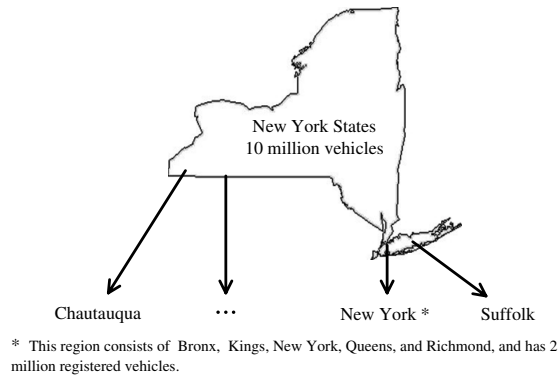 New York States
10 million vehicles
Chautauqua
...
New York *
Suffolk
* This region consists of Bronx, Kings, New York, Queens, and Richmond, and has 2
million registered vehicles.